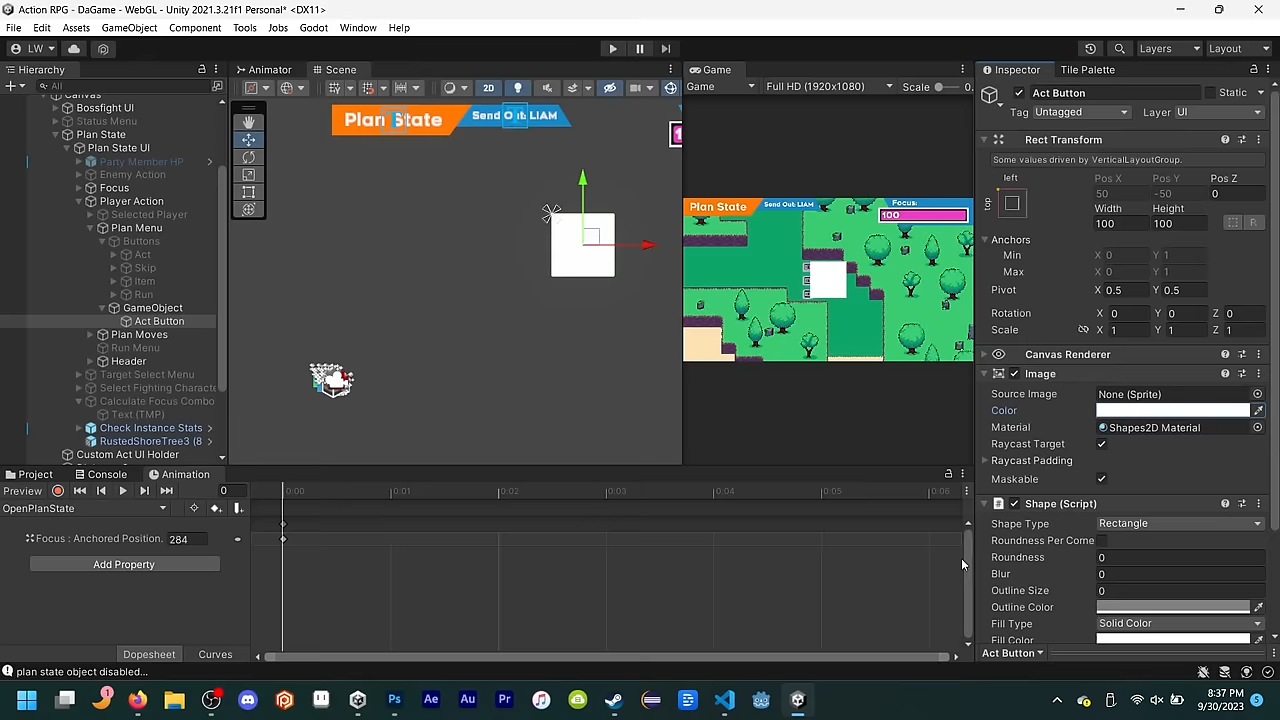 Action RPG - DaGame - WebGL - Unity 2021.3.21f1 Personal* <DX11>
File Edit Assets GameObject Component Tools Jobs Godot Window Help
LW Layers Layout
Hierarchy
All
Canvas
Bossfight UI
Status Menu
Plan State
Plan State UI
Party Member HP
Enemy Action
Focus
Player Action
Selected Player
Plan Menu
Buttons
Act
Skip
Item
Run
GameObject
Act Button
Plan Moves
Run Menu
Header
Target Select Menu
Select Fighting Characte
Calculate Focus Combo
Text (TMP)
Check Instance Stats
RustedShoreTree3 (8
Custom Act UI Holder
Animator Scene
2D
Plan State Send Out: LIAM
Game
Game Full HD (1920x1080) Scale 0.
Plan State Send Out: LIAM Focus:
100
Inspector Tile Palette
Act Button Static
Tag Untagged Layer UI
Rect Transform
Some values driven by VerticalLayoutGroup.
left Pos X Pos Y Pos Z
top 50 -50 0
Width Height
100 100 R
Anchors
Min X 0 Y 1
Max X 0 Y 1
Pivot X 0.5 Y 0.5
Rotation X 0 Y 0 Z 0
Scale X 1 Y 1 Z 1
Canvas Renderer
Image
Source Image None (Sprite)
Color
Material Shapes2D Material
Raycast Target
Raycast Padding
Maskable
Shape (Script)
Shape Type Rectangle
Roundness Per Corne
Roundness 0
Blur 0
Outline Size 0
Outline Color
Fill Type Solid Color
Fill Color
Act Button
Project Console Animation
Preview 0 0:00 0:01 0:02 0:03 0:04 0:05 0:06
OpenPlanState
Focus : Anchored Position. 284
Add Property
Dopesheet Curves
plan state object disabled...
1 Ps Ae Au Pr
8:37 PM
9/30/2023 5